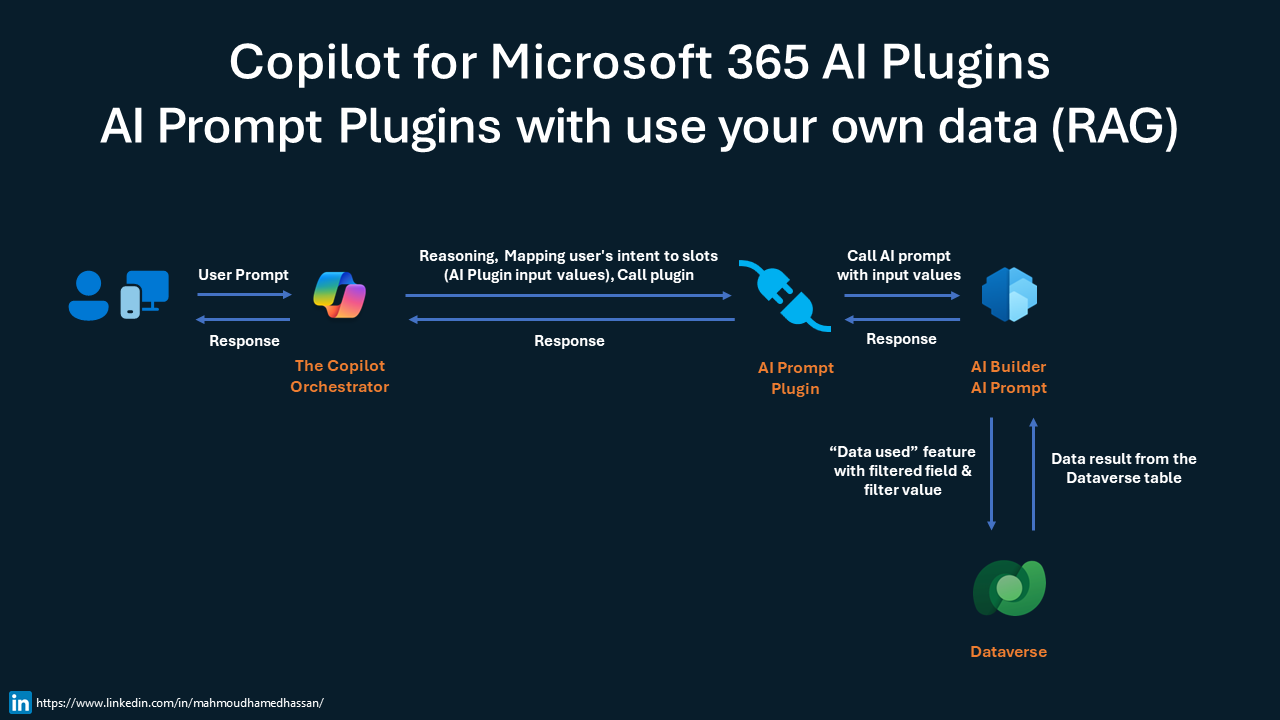 Copilot for Microsoft 365 AI Plugins
AI Prompt Plugins with use your own data (RAG)
User Prompt
Response
The Copilot
Orchestrator
Reasoning, Mapping user's intent to slots
(AI Plugin input values), Call plugin
Response
AI Prompt
Plugin
Call AI prompt
with input values
Response
AI Builder
AI Prompt
“Data used” feature
with filtered field &
filter value
Data result from the
Dataverse table
Dataverse
in
https://www.linkedin.com/in/mahmoudhamedhassan/